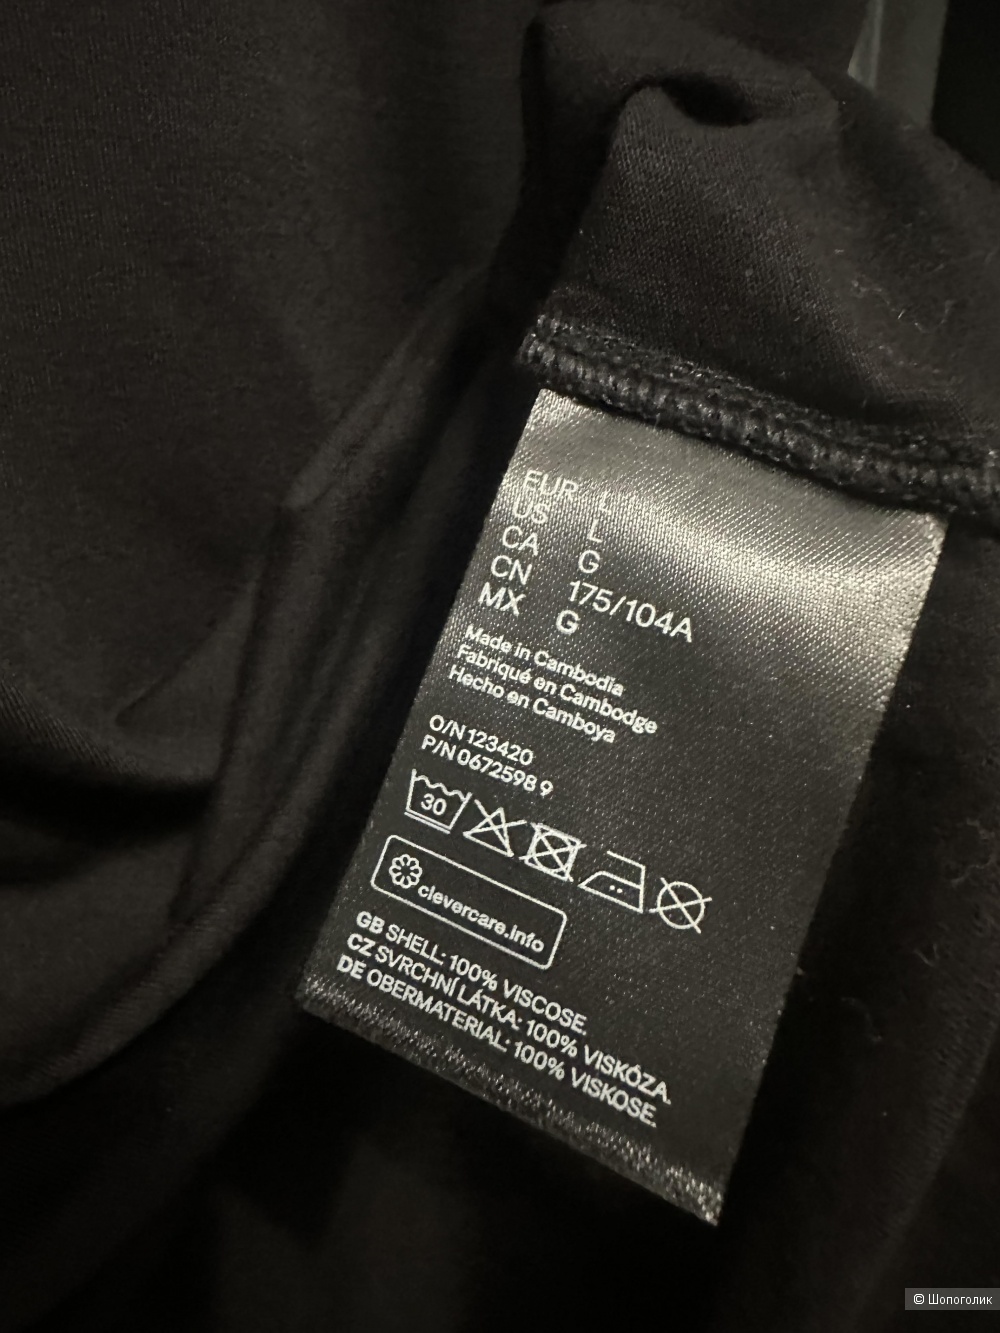 EUR L
US L
CA G
CN 175/104A
MX G
Made in Cambodia
Fabriqué en Cambodge
Hecho en Camboya
O/N 123420
P/N 0672598 9
30
clevercare.info
GB SHELL: 100% VISCOSE.
CZ SVRCHNÍ LÁTKA: 100% VISKÓZA.
DE OBERMATERIAL: 100% VISKOSE.
© Шопоголик